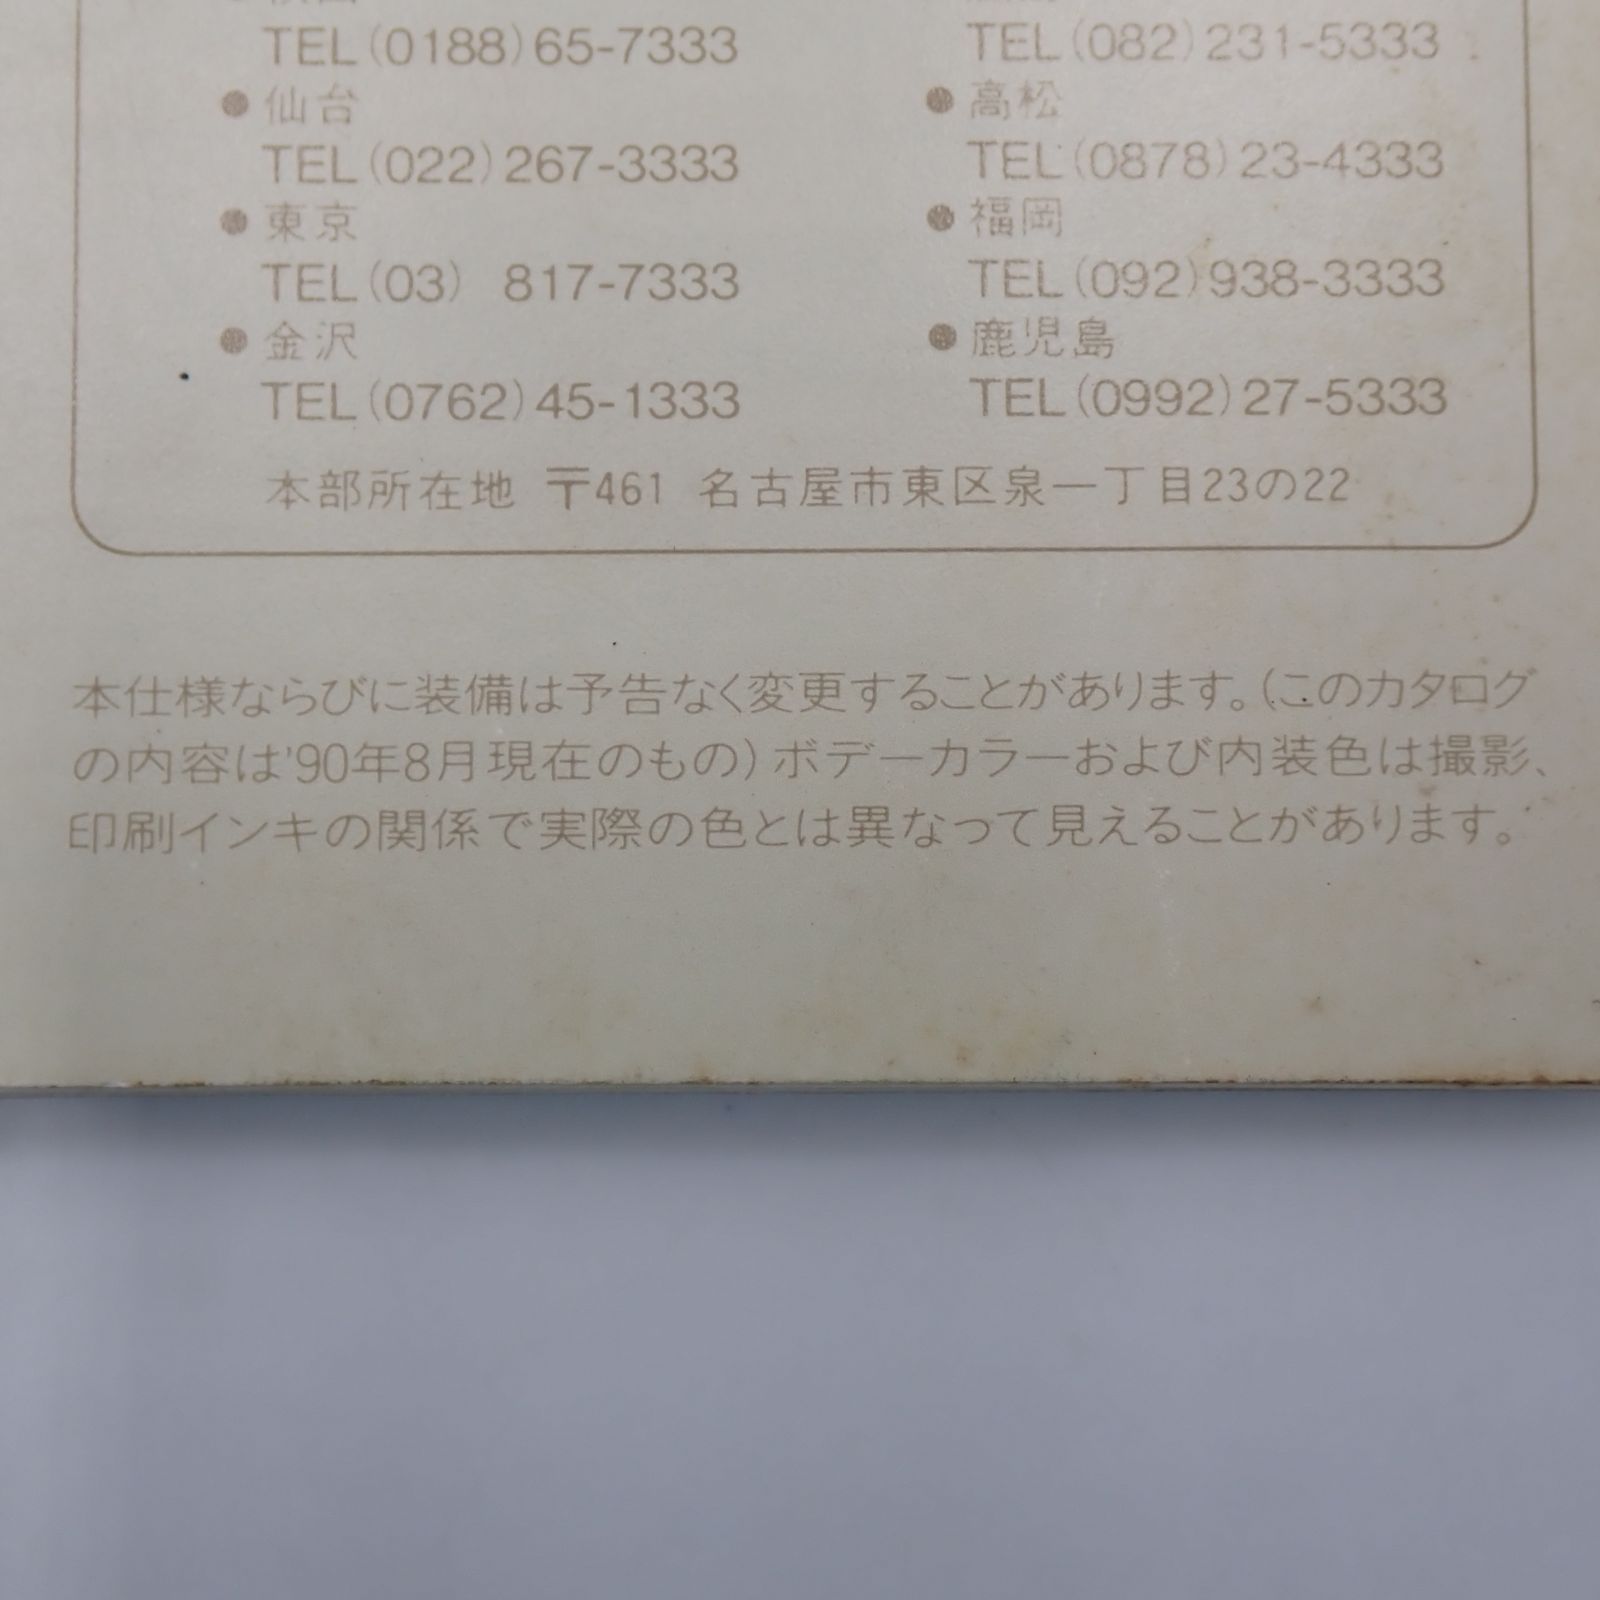 TEL(0188)65-7333
●仙台
TEL(022)267-3333
●東京
TEL(03) 817-7333
●金沢
TEL(0762)45-1333
TEL(082)231-5333
●高松
TEL(0878)23-4333
●福岡
TEL(092)938-3333
●鹿児島
TEL(0992)27-5333
本部所在地 〒461 名古屋市東区泉一丁目23の22
本仕様ならびに装備は予告なく変更することがあります。(このカタログ
の内容は'90年8月現在のもの)ボデーカラーおよび内装色は撮影、
印刷インキの関係で実際の色とは異なって見えることがあります。